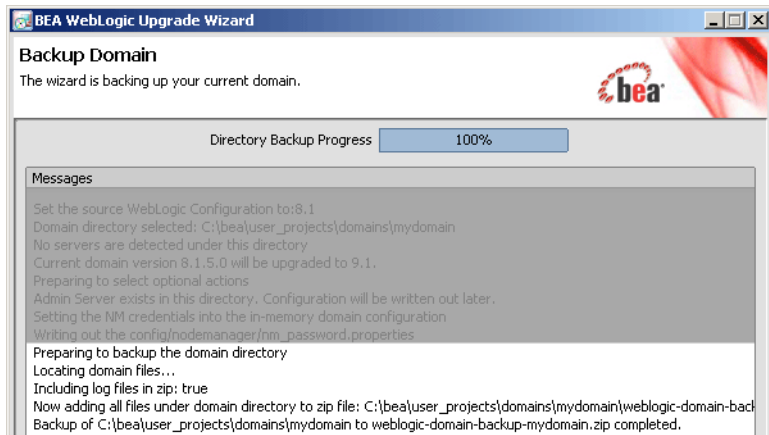 BEA WebLogic Upgrade Wizard
Backup Domain
The wizard is backing up your current domain.
bea
Directory Backup Progress 100%
Messages
Set the source WebLogic Configuration to:8.1
Domain directory selected: C:\bea\user_projects\domains\mydomain
No servers are detected under this directory
Current domain version 8.1.5.0 will be upgraded to 9.1.
Preparing to select optional actions
Admin Server exists in this directory. Configuration will be written out later.
Setting the NM credentials into the in-memory domain configuration
Writing out the config/nodemanager/nm_password.properties
Preparing to backup the domain directory
Locating domain files...
Including log files in zip: true
Now adding all files under domain directory to zip file: C:\bea\user_projects\domains\mydomain\weblogic-domain-back
Backup of C:\bea\user_projects\domains\mydomain to weblogic-domain-backup-mydomain.zip completed.